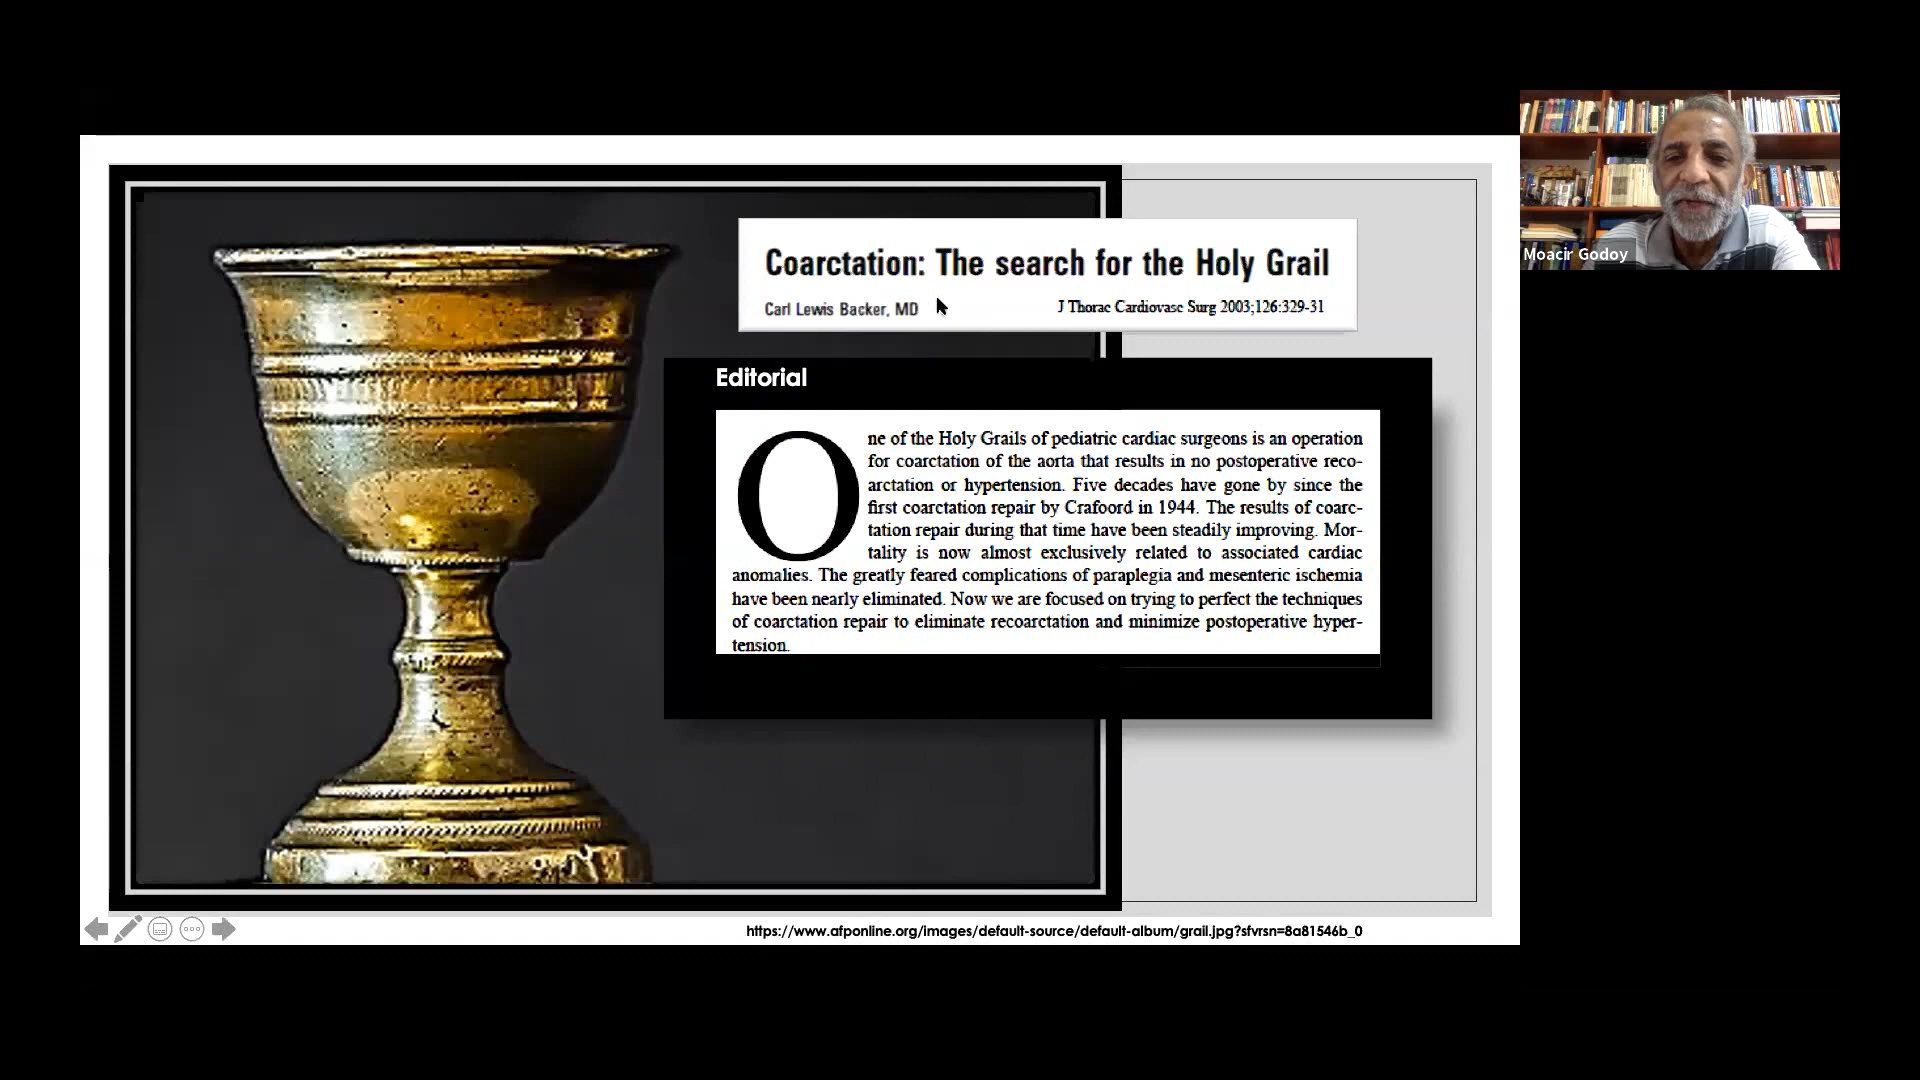 Coarctation: The search for the Holy Grail
Carl Lewis Backer, MD
J Thorac Cardiovasc Surg 2003;126:329-31
Editorial
One of the Holy Grails of pediatric cardiac surgeons is an operation
for coarctation of the aorta that results in no postoperative reco-
arctation or hypertension. Five decades have gone by since the
first coarctation repair by Crafoord in 1944. The results of coarc-
tation repair during that time have been steadily improving. Mor-
tality is now almost exclusively related to associated cardiac
anomalies. The greatly feared complications of paraplegia and mesenteric ischemia
have been nearly eliminated. Now we are focused on trying to perfect the techniques
of coarctation repair to eliminate recoarctation and minimize postoperative hyper-
tension.
https://www.afponline.org/images/default-source/default-album/grail.jpg?sfvrsn=8a81546b_0
Moacir Godoy